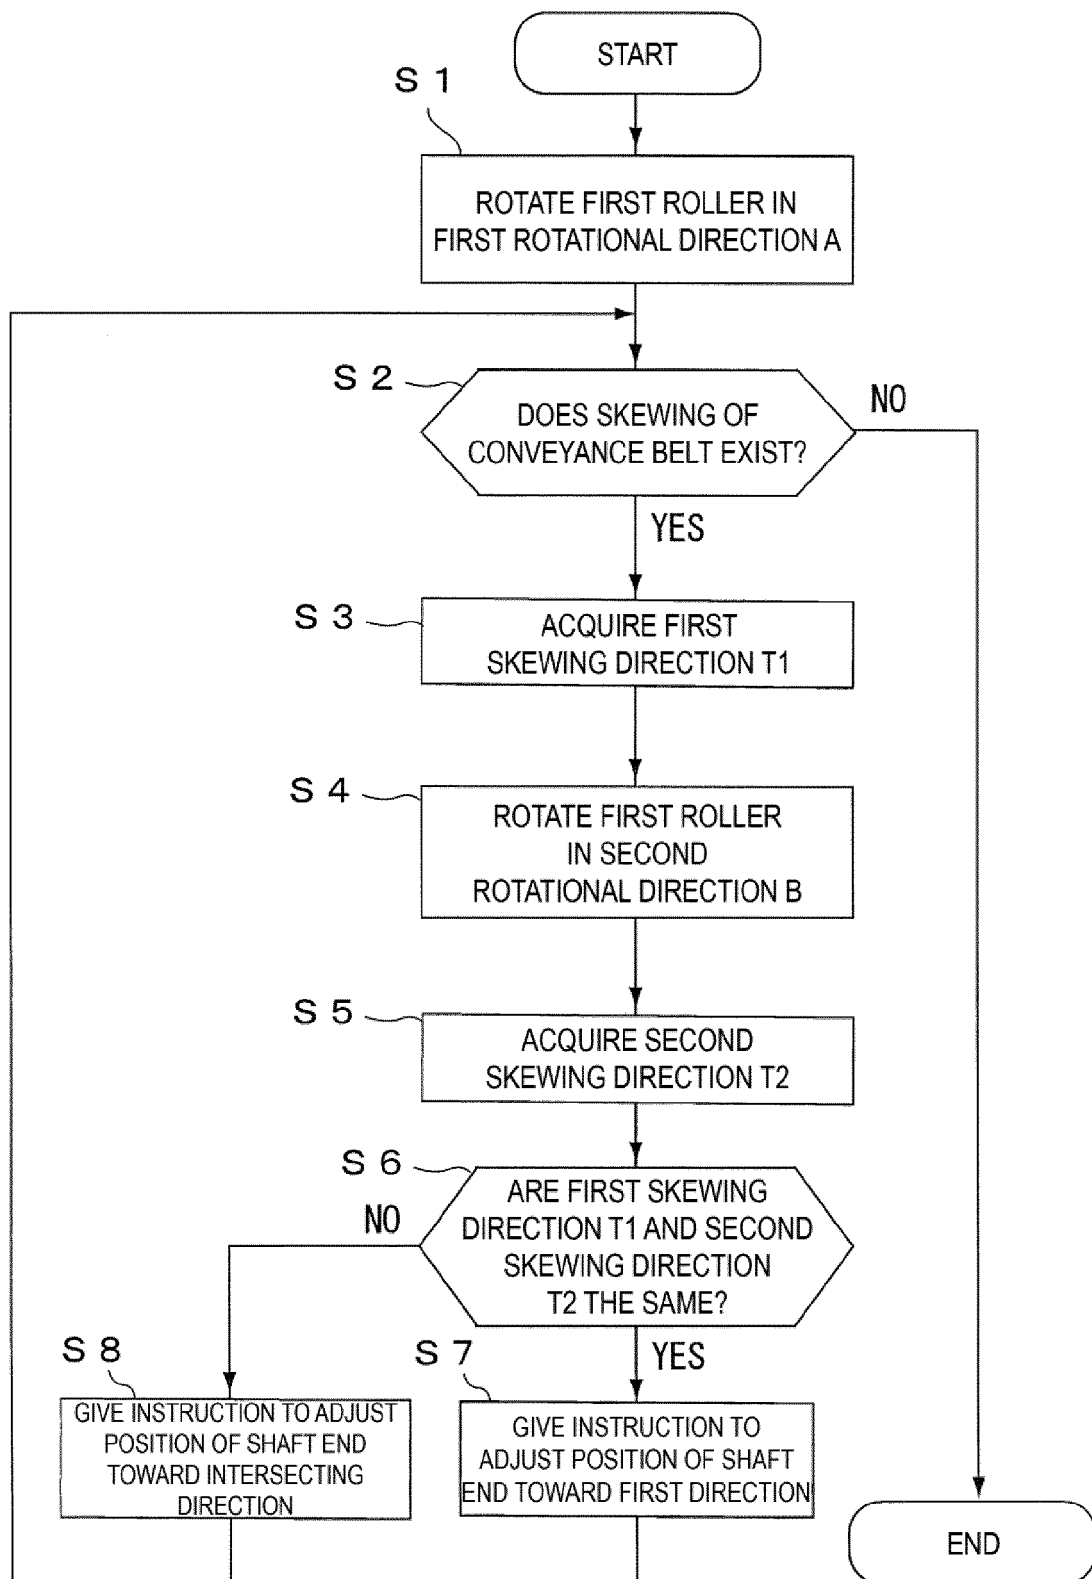 START
S 1
ROTATE FIRST ROLLER IN
FIRST ROTATIONAL DIRECTION A
S 2
DOES SKEWING OF
CONVEYANCE BELT EXIST?
NO
YES
S 3
ACQUIRE FIRST
SKEWING DIRECTION T1
S 4
ROTATE FIRST ROLLER
IN SECOND
ROTATIONAL DIRECTION B
S 5
ACQUIRE SECOND
SKEWING DIRECTION T2
S 6
ARE FIRST SKEWING
DIRECTION T1 AND SECOND
SKEWING DIRECTION
T2 THE SAME?
NO
YES
S 8
GIVE INSTRUCTION TO ADJUST
POSITION OF SHAFT END
TOWARD INTERSECTING
DIRECTION
S 7
GIVE INSTRUCTION TO
ADJUST POSITION OF SHAFT
END TOWARD FIRST DIRECTION
END